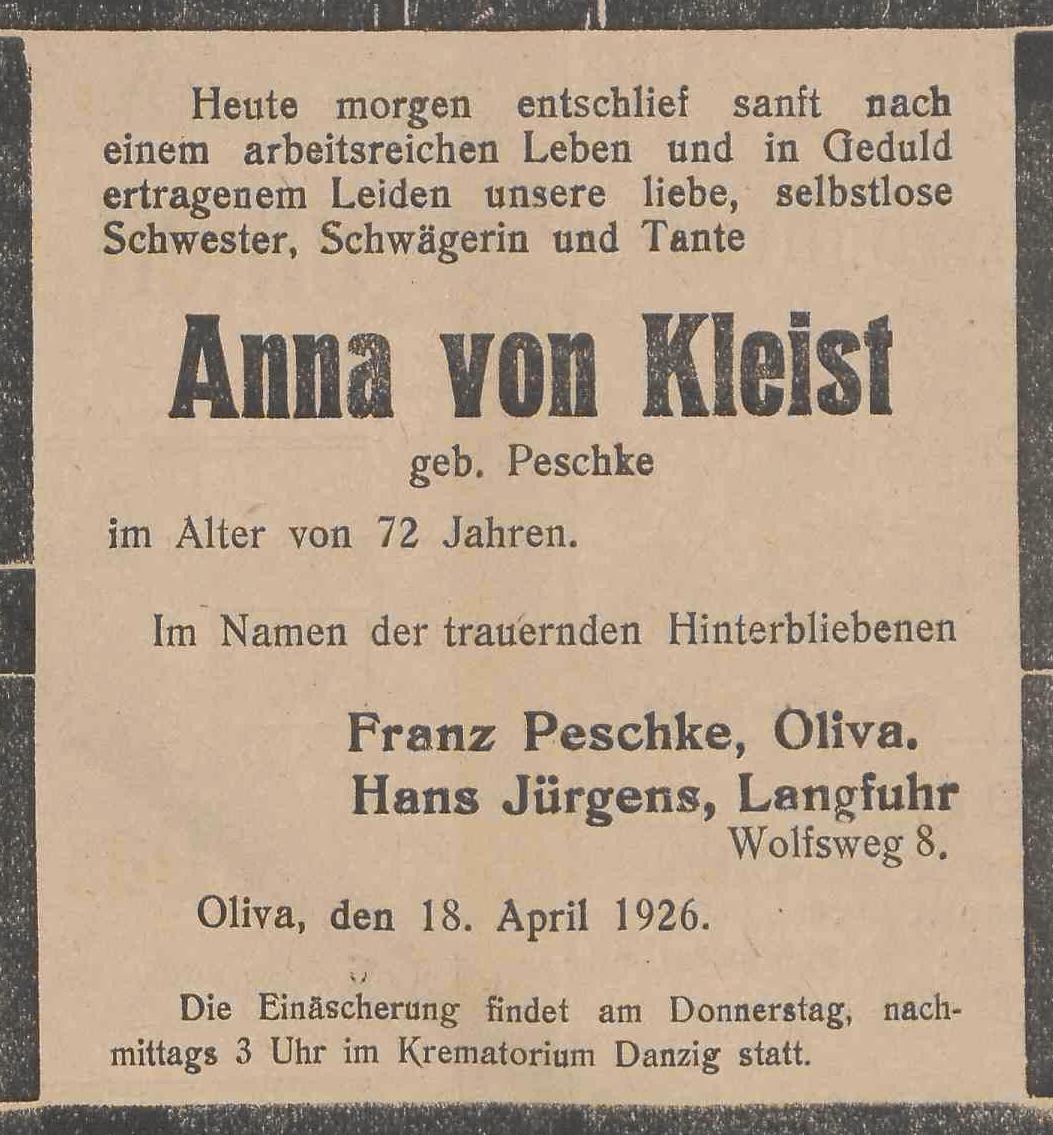 Heute morgen entschlief sanft nach
einem arbeitsreichen Leben und in Geduld
ertragenem Leiden unsere liebe, selbstlose
Schwester, Schwägerin und Tante
Anna von Kleist
geb. Peschke
im Alter von 72 Jahren.
Im Namen der trauernden Hinterbliebenen
Franz Peschke, Oliva.
Hans Jürgens, Langfuhr
Wolfsweg 8.
Oliva, den 18. April 1926.
Die Einäscherung findet am Donnerstag, nach-
mittags 3 Uhr im Krematorium Danzig statt.